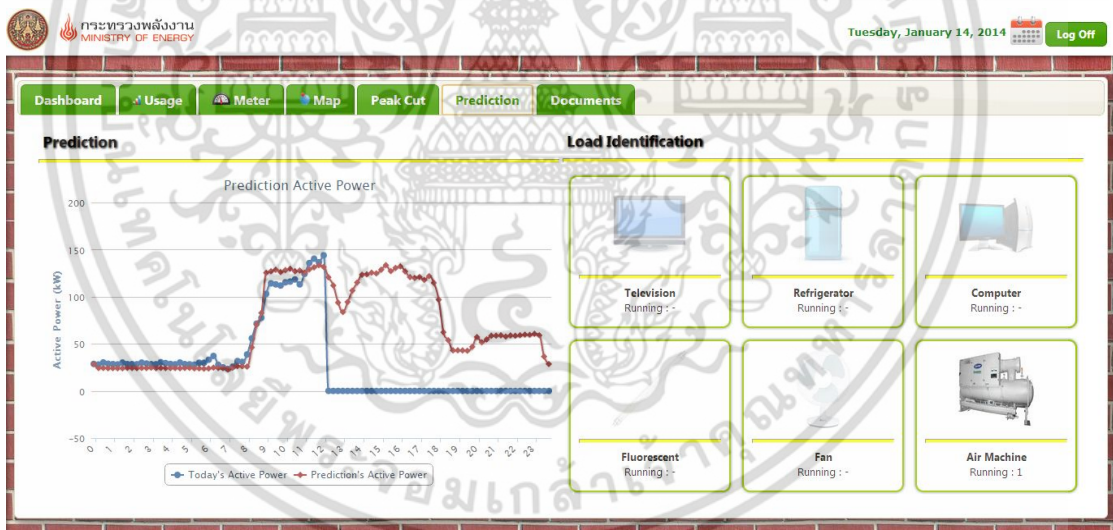 กระทรวงพลังงาน
MINISTRY OF ENERGY
Tuesday, January 14, 2014
Log Off
Dashboard
Usage
Meter
Map
Peak Cut
Prediction
Documents
Prediction
Load Identification
Prediction Active Power
Active Power (kW)
200
150
100
50
0
-50
0 1 2 3 4 5 6 7 8 9 10 11 12 13 14 15 16 17 18 19 20 21 22 23
Today's Active Power
Prediction's Active Power
Television
Running : -
Refrigerator
Running : -
Computer
Running : -
Fluorescent
Running : -
Fan
Running : -
Air Machine
Running : 1